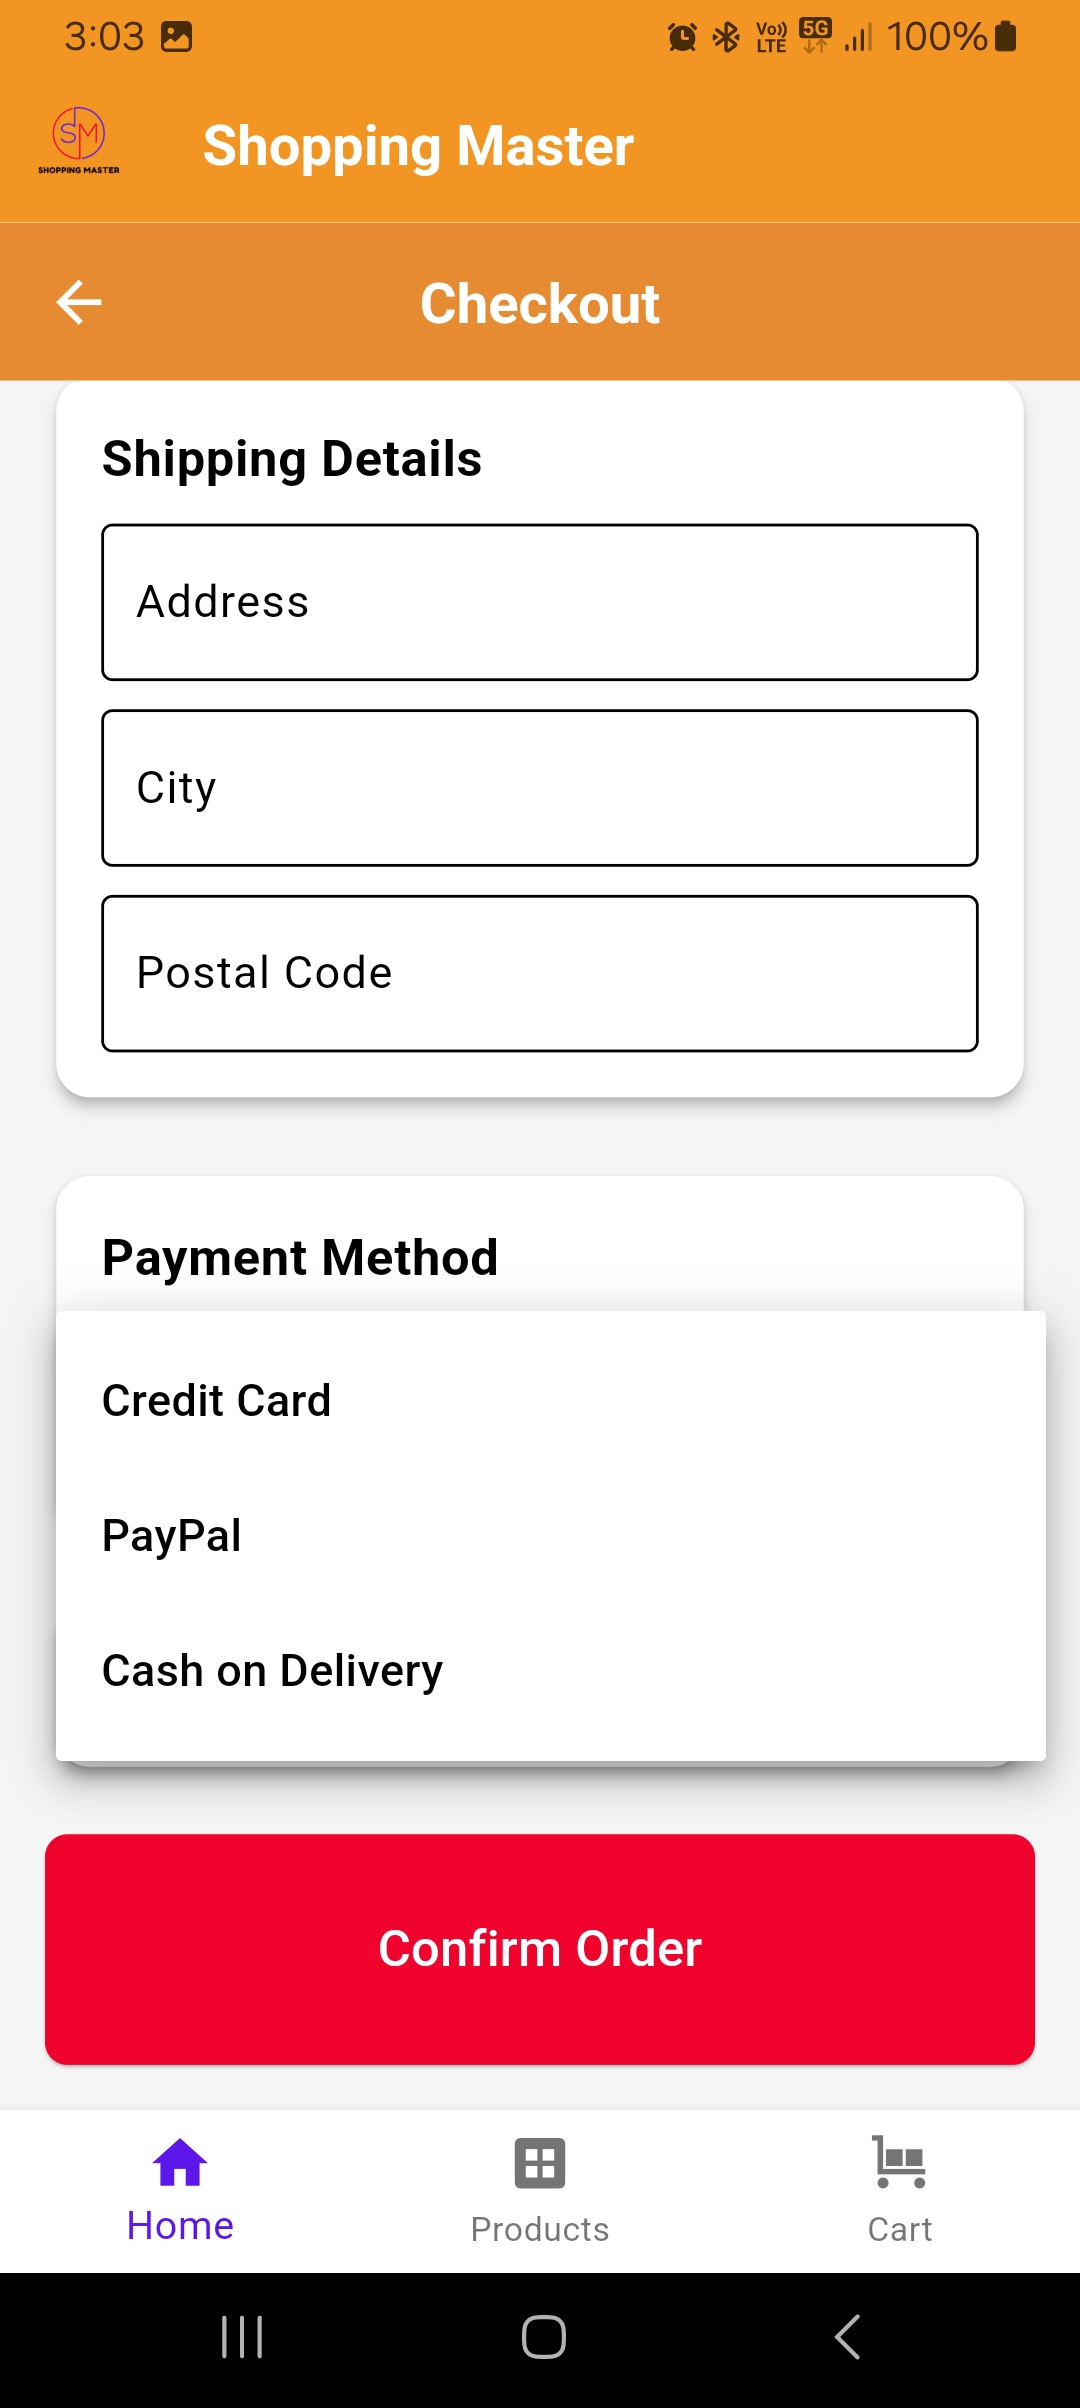 3:03
Vo)) LTE 5G 100%
SM
SHOPPING MASTER
Shopping Master
Checkout
Shipping Details
Address
City
Postal Code
Payment Method
Credit Card
PayPal
Cash on Delivery
Confirm Order
Home Products Cart